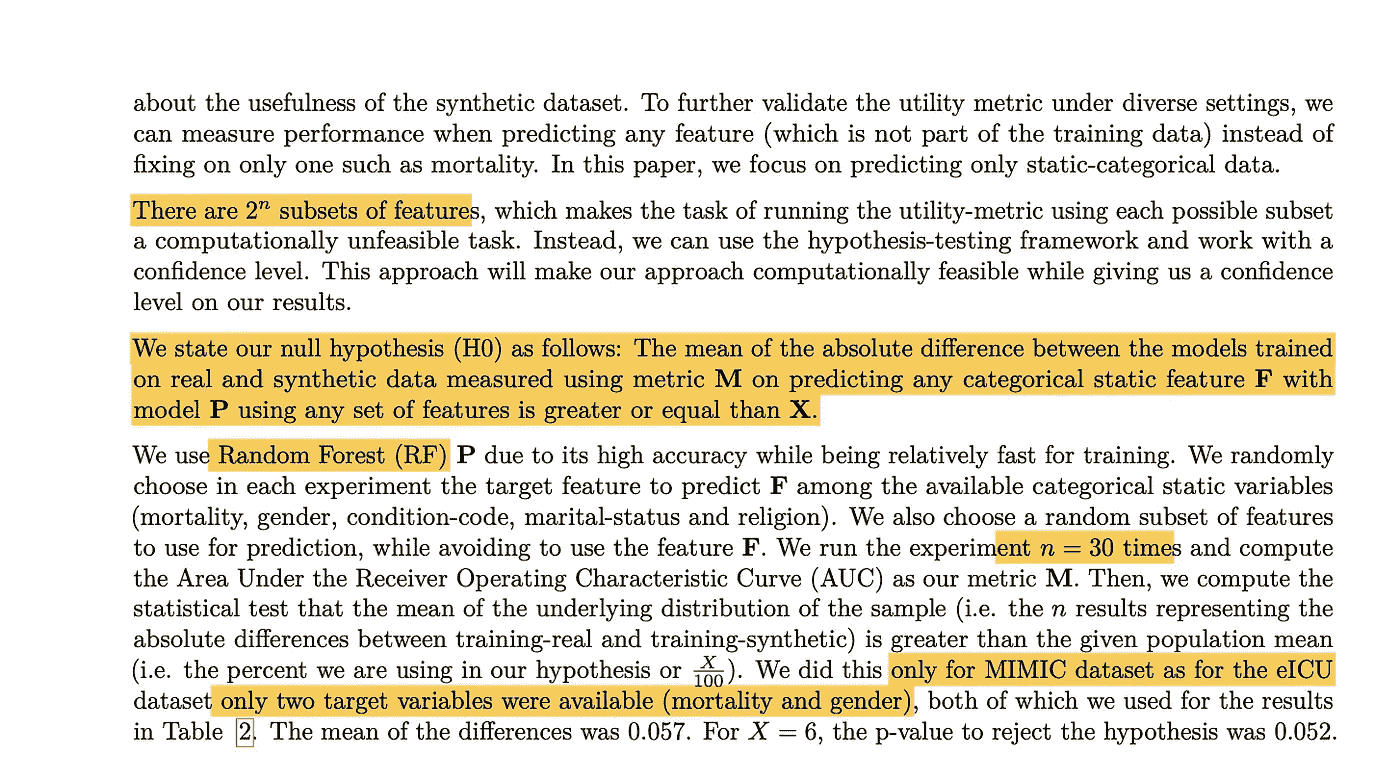 about the usefulness of the synthetic dataset. To further validate the utility metric under diverse settings, we
can measure performance when predicting any feature (which is not part of the training data) instead of
fixing on only one such as mortality. In this paper, we focus on predicting only static-categorical data.
There are 2ⁿ subsets of features, which makes the task of running the utility-metric using each possible subset
a computationally unfeasible task. Instead, we can use the hypothesis-testing framework and work with a
confidence level. This approach will make our approach computationally feasible while giving us a confidence
level on our results.
We state our null hypothesis (H0) as follows: The mean of the absolute difference between the models trained
on real and synthetic data measured using metric M on predicting any categorical static feature F with
model P using any set of features is greater or equal than X.
We use Random Forest (RF) P due to its high accuracy while being relatively fast for training. We randomly
choose in each experiment the target feature to predict F among the available categorical static variables
(mortality, gender, condition-code, marital-status and religion). We also choose a random subset of features
to use for prediction, while avoiding to use the feature F. We run the experiment n = 30 times and compute
the Area Under the Receiver Operating Characteristic Curve (AUC) as our metric M. Then, we compute the
statistical test that the mean of the underlying distribution of the sample (i.e. the n results representing the
absolute differences between training-real and training-synthetic) is greater than the given population mean
(i.e. the percent we are using in our hypothesis or X/100). We did this only for MIMIC dataset as for the eICU
dataset only two target variables were available (mortality and gender), both of which we used for the results
in Table 2. The mean of the differences was 0.057. For X = 6, the p-value to reject the hypothesis was 0.052.